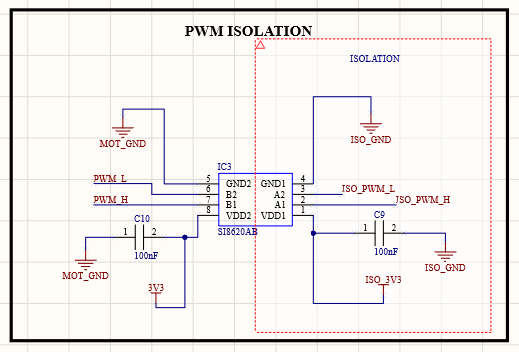 PWM ISOLATION
ISOLATION
MOT_GND
ISO_GND
IC3
PWM_L
PWM_H
5
6
7
8
GND2
B2
B1
VDD2
GND1
A2
A1
VDD1
4
3
2
1
ISO_PWM_L
ISO_PWM_H
SI8620AB
C10
1
2
100nF
MOT_GND
3V3
C9
1
2
100nF
ISO_GND
ISO_3V3